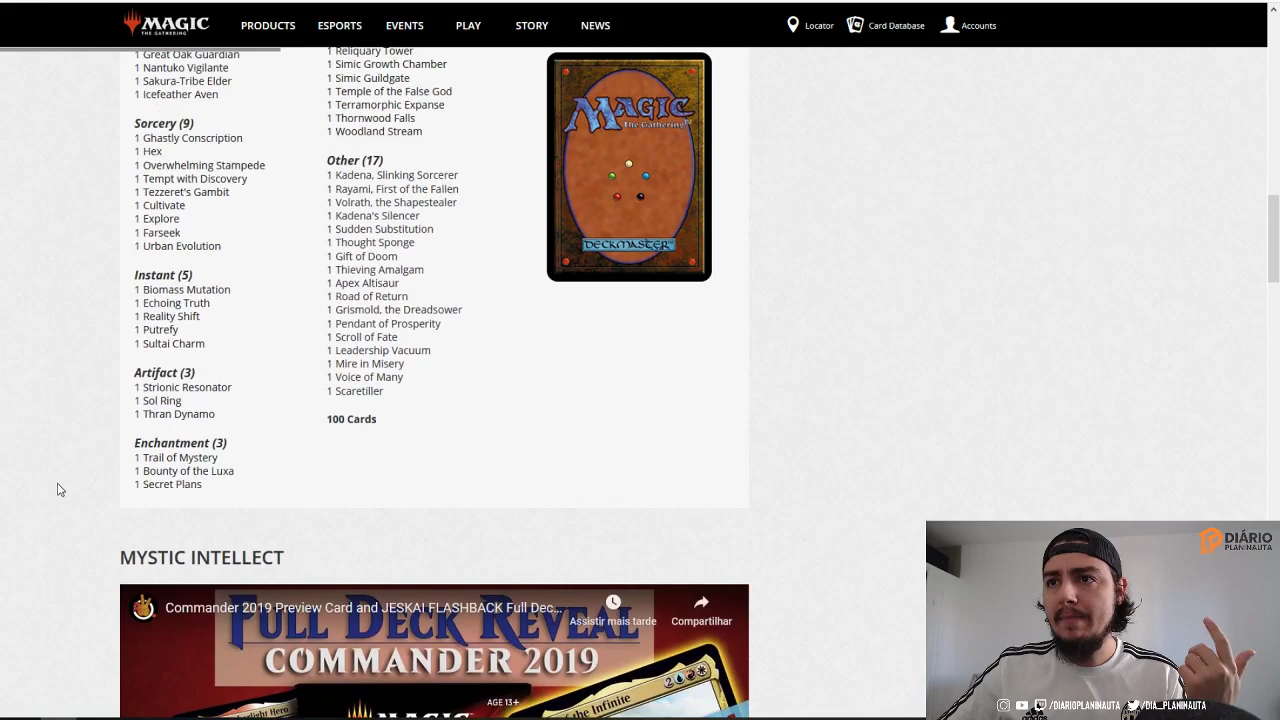 MAGIC
THE GATHERING
PRODUCTS
ESPORTS
EVENTS
PLAY
STORY
NEWS
Locator
Card Database
Accounts
1 Great Oak Guardian
1 Nantuko Vigilante
1 Sakura-Tribe Elder
1 Icefeather Aven
Sorcery (9)
1 Ghastly Conscription
1 Hex
1 Overwhelming Stampede
1 Tempt with Discovery
1 Tezzeret's Gambit
1 Cultivate
1 Explore
1 Farseek
1 Urban Evolution
Instant (5)
1 Biomass Mutation
1 Echoing Truth
1 Reality Shift
1 Putrefy
1 Sultai Charm
Artifact (3)
1 Strionic Resonator
1 Sol Ring
1 Thran Dynamo
Enchantment (3)
1 Trail of Mystery
1 Bounty of the Luxa
1 Secret Plans
1 Reliquary Tower
1 Simic Growth Chamber
1 Simic Guildgate
1 Temple of the False God
1 Terramorphic Expanse
1 Thornwood Falls
1 Woodland Stream
Other (17)
1 Kadena, Slinking Sorcerer
1 Rayami, First of the Fallen
1 Volrath, the Shapestealer
1 Kadena's Silencer
1 Sudden Substitution
1 Thought Sponge
1 Gift of Doom
1 Thieving Amalgam
1 Apex Altisaur
1 Road of Return
1 Grismold, the Dreadsower
1 Pendant of Prosperity
1 Scroll of Fate
1 Leadership Vacuum
1 Mire in Misery
1 Voice of Many
1 Scaretiller
100 Cards
MAGIC
The Gathering
DECKMASTER
MYSTIC INTELLECT
Commander 2019 Preview Card and JESKAI FLASHBACK Full Dec...
Assistir mais tarde
Compartilhar
FULL DECK REVEAL
COMMANDER 2019
AGE 13+
MAGIC
of the Infinite
2
DIÁRIO
PLANINAUTA
adidas
/DIARIOPLANINAUTA
/DIA_PLANINAUTA